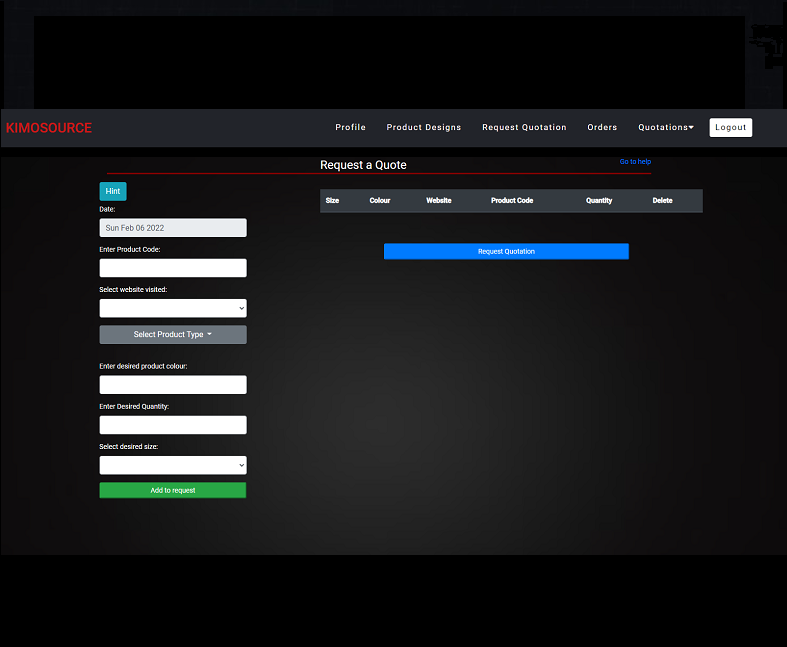 KIMOSOURCE
Profile Product Designs Request Quotation Orders Quotations Logout
Request a Quote
Go to help
Hint
Date:
Sun Feb 06 2022
Enter Product Code:
Select website visited:
Select Product Type
Enter desired product colour:
Enter Desired Quantity:
Select desired size:
Add to request
Size Colour Website Product Code Quantity Delete
Request Quotation